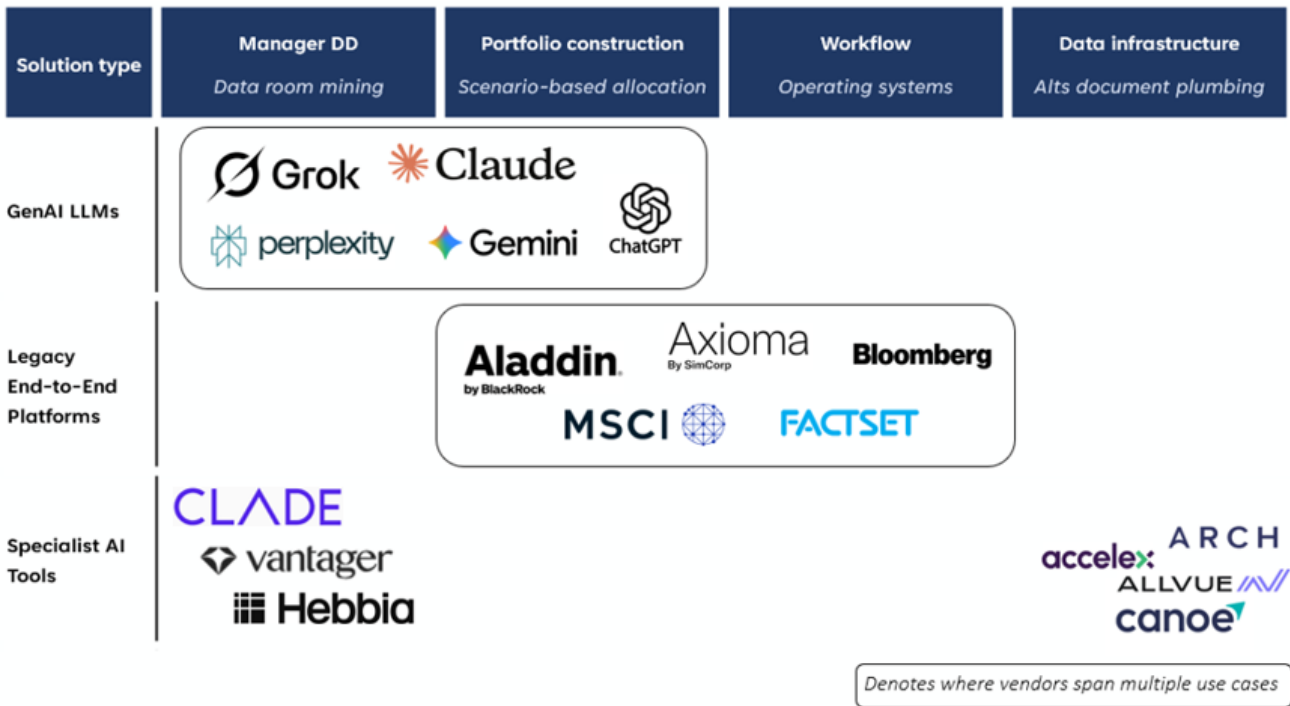 Solution type
Manager DD
Data room mining
Portfolio construction
Scenario-based allocation
Workflow
Operating systems
Data infrastructure
Alts document plumbing
GenAI LLMs
Grok
Claude
perplexity
Gemini
ChatGPT
Legacy
End-to-End
Platforms
Aladdin
by BlackRock
Axioma
By SimCorp
Bloomberg
MSCI
FACTSET
Specialist AI
Tools
CLADE
vantager
Hebbia
ARCH
accelex
ALLVUE
canoe
Denotes where vendors span multiple use cases